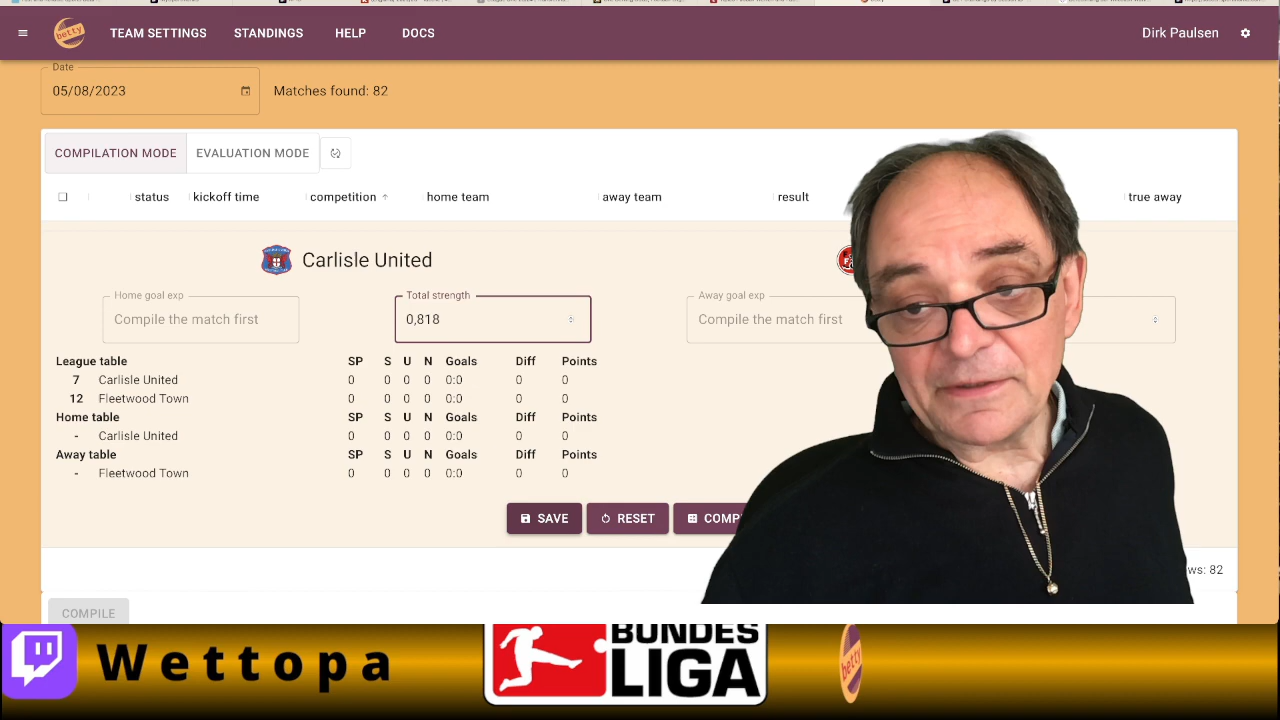 TEAM SETTINGS STANDINGS HELP DOCS Dirk Paulsen
betty
Date
05/08/2023 Matches found: 82
COMPILATION MODE EVALUATION MODE
status kickoff time competition home team away team result true away
Carlisle United
Home goal exp Total strength Away goal exp
Compile the match first 0,818 Compile the match first
League table SP S U N Goals Diff Points
7 Carlisle United 0 0 0 0 0:0 0 0
12 Fleetwood Town 0 0 0 0 0:0 0 0
Home table SP S U N Goals Diff Points
- Carlisle United 0 0 0 0 0:0 0 0
Away table SP S U N Goals Diff Points
- Fleetwood Town 0 0 0 0 0:0 0 0
SAVE RESET COMP
ws: 82
COMPILE
Wettopa
BUNDES
LIGA
betty